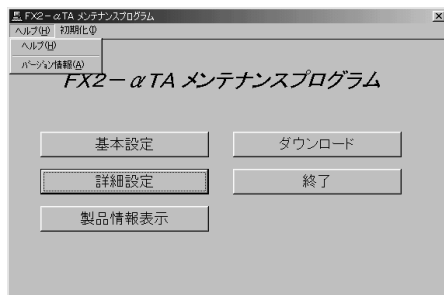 FX2－αTA メンテナンスプログラム
ヘルプ(H) 初期化(I)
ヘルプ(H)
バージョン情報(A)
FX2－αTA メンテナンスプログラム
基本設定 ダウンロード
詳細設定 終了
製品情報表示